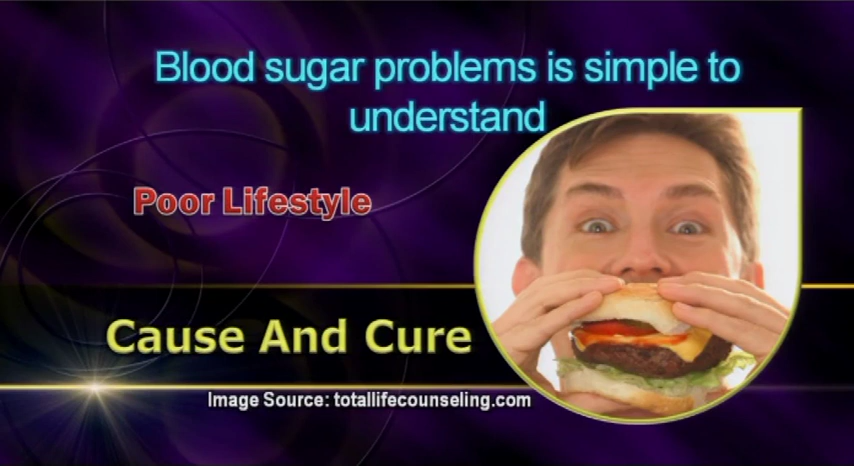 Blood sugar problems is simple to
understand
Poor Lifestyle
Cause And Cure
Image Source: totallifecounseling.com